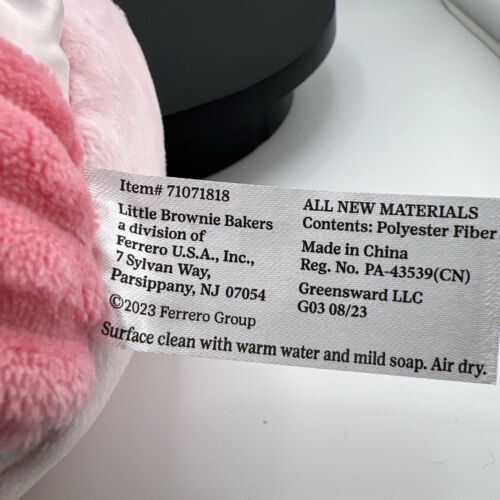 Item# 71071818
Little Brownie Bakers
a division of
Ferrero U.S.A., Inc.,
7 Sylvan Way,
Parsippany, NJ 07054
©2023 Ferrero Group
ALL NEW MATERIALS
Contents: Polyester Fiber
Made in China
Reg. No. PA-43539(CN)
Greensward LLC
G03 08/23
Surface clean with warm water and mild soap. Air dry.